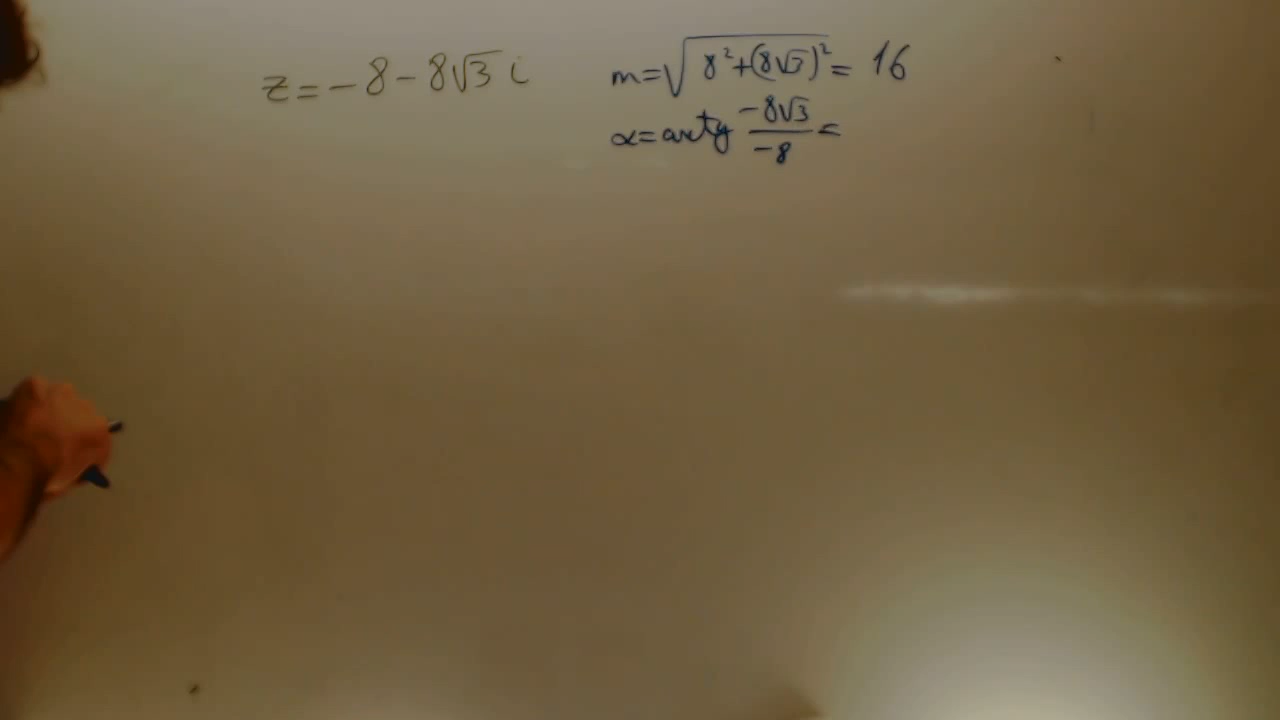 z = -8 - 8√3 i
m = √(8² + (8√3)²) = 16
α = arctg (-8√3)/(-8) =